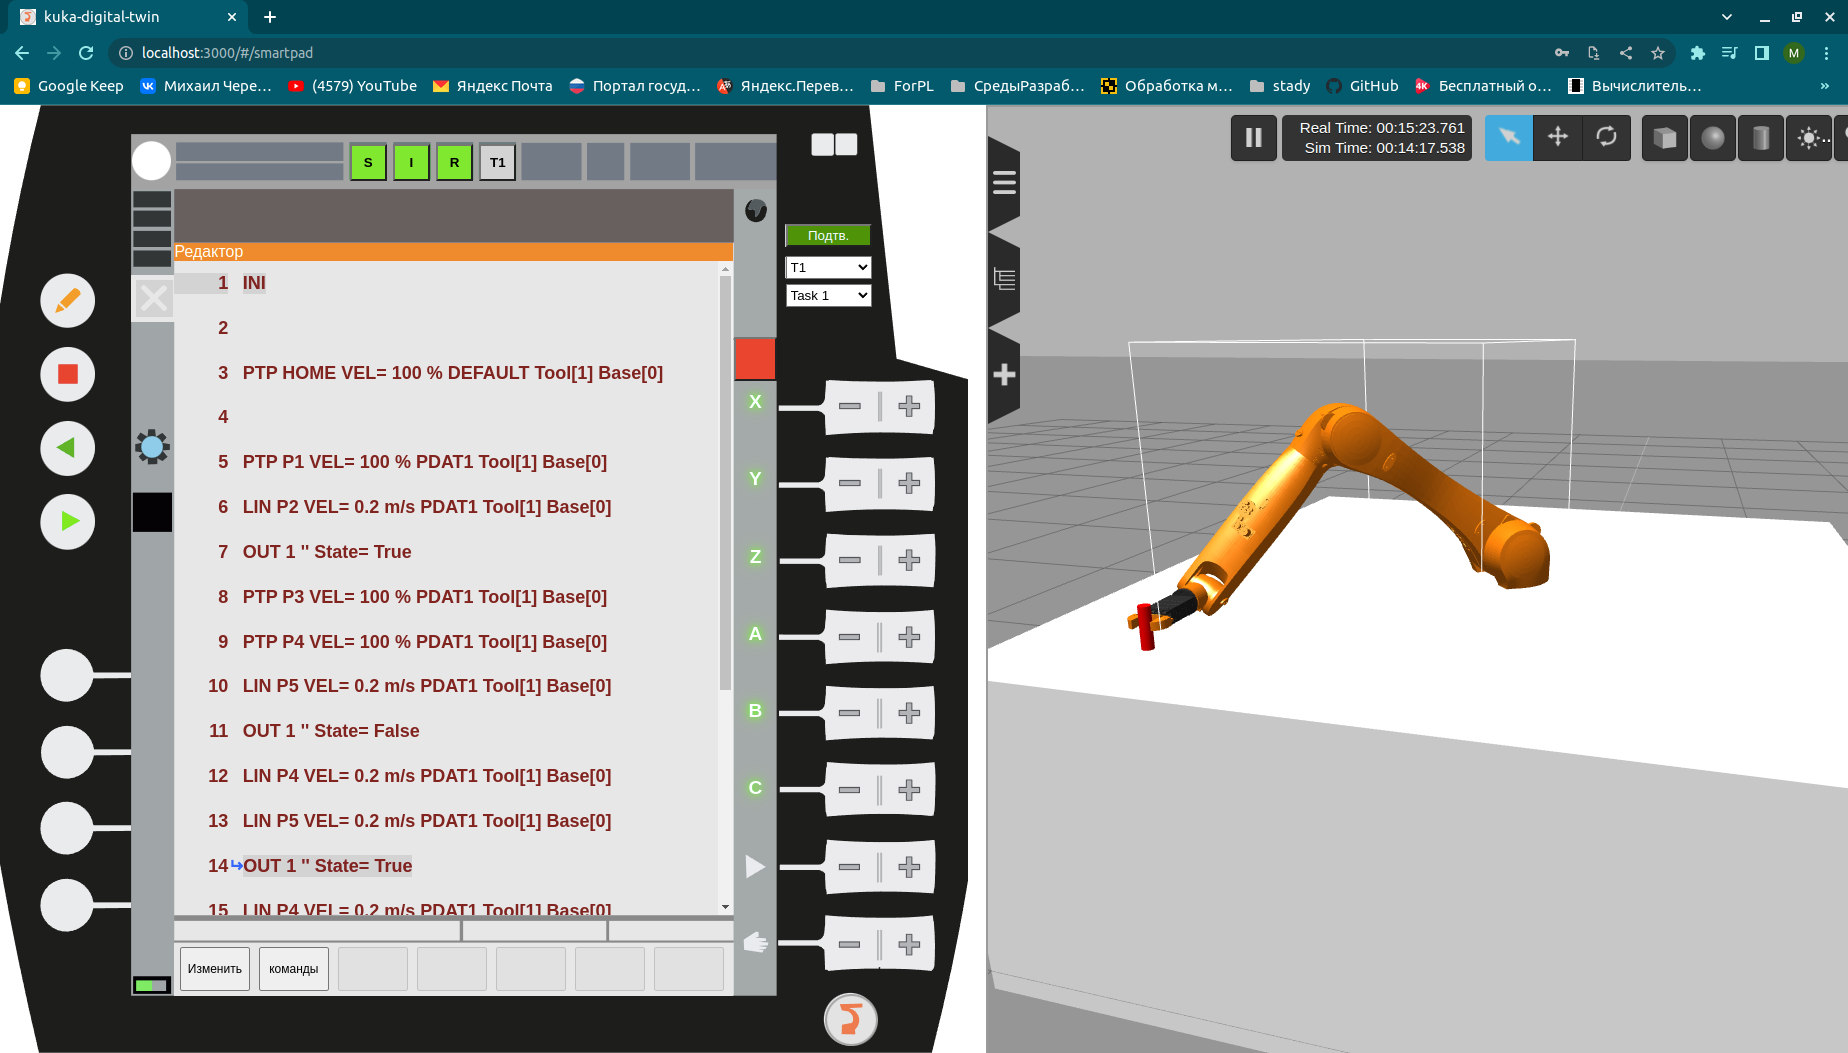 kuka-digital-twin
localhost:3000/#/smartpad
M
Google Keep
Михаил Чере...
(4579) YouTube
Яндекс Почта
Портал госуд...
Яндекс.Перев...
ForPL
СредыРазраб...
Обработка м...
stady
GitHub
4K
Бесплатный о...
Вычислитель...
»
S
I
R
T1
Real Time: 00:15:23.761
Sim Time: 00:14:17.538
Подтв.
T1
Task 1
Редактор
1 INI
2
3 PTP HOME VEL= 100 % DEFAULT Tool[1] Base[0]
4
5 PTP P1 VEL= 100 % PDAT1 Tool[1] Base[0]
6 LIN P2 VEL= 0.2 m/s PDAT1 Tool[1] Base[0]
7 OUT 1 '' State= True
8 PTP P3 VEL= 100 % PDAT1 Tool[1] Base[0]
9 PTP P4 VEL= 100 % PDAT1 Tool[1] Base[0]
10 LIN P5 VEL= 0.2 m/s PDAT1 Tool[1] Base[0]
11 OUT 1 '' State= False
12 LIN P4 VEL= 0.2 m/s PDAT1 Tool[1] Base[0]
13 LIN P5 VEL= 0.2 m/s PDAT1 Tool[1] Base[0]
14 OUT 1 '' State= True
15 LIN P4 VEL= 0.2 m/s PDAT1 Tool[1] Base[0]
X
Y
Z
A
B
C
Изменить
команды